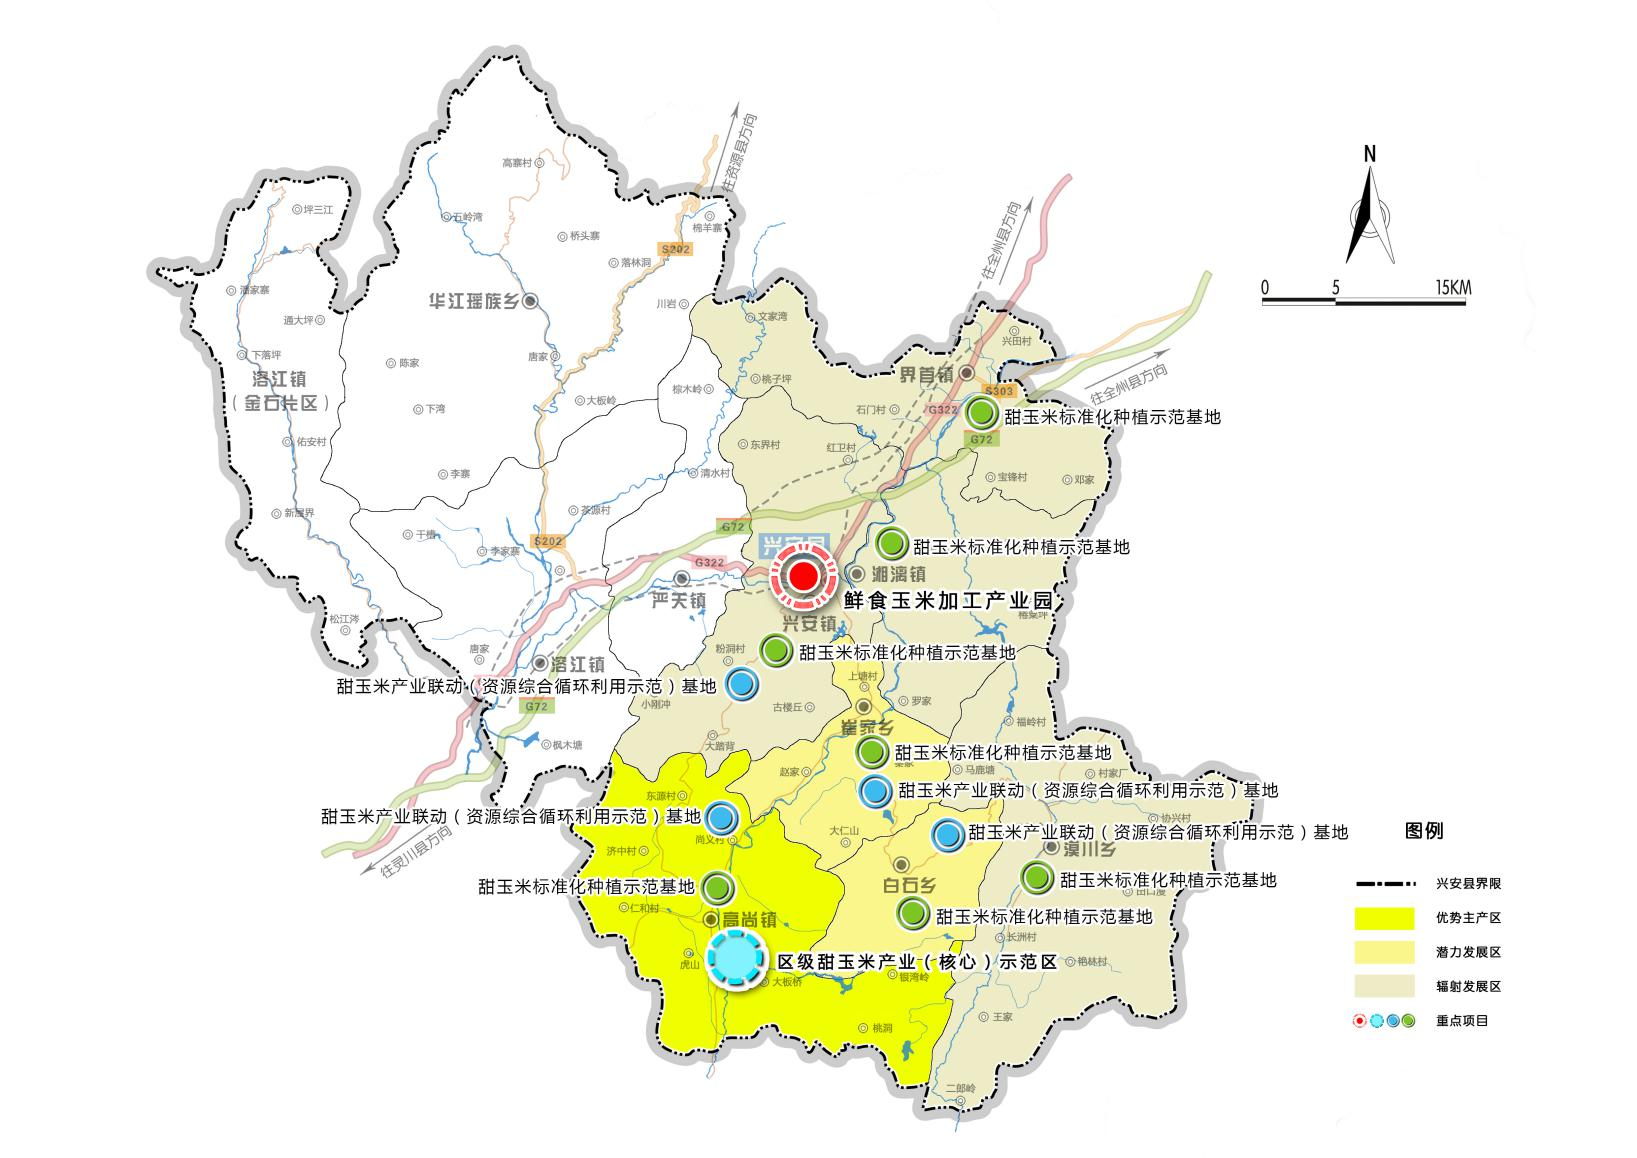 往资源县方向
高寨村
坪三江
石岭湾
棉羊寨
桥头寨
S202
落林洞
潘家寨
华江瑶族乡
川岩
通大坪
文家湾
往全州县方向
兴田村
下落坪
陈家
唐家
洛江镇
（金石片区）
桃子坪
棕木岭
界首镇
S303
往全州县方向
下湾
大板岭
石门村
G322
甜玉米标准化种植示范基地
G72
佑安村
东界村
红卫村
李寨
清水村
宝锋村
邓家
新屋界
茶源村
G72
S202
李家寨
兴安县
甜玉米标准化种植示范基地
G322
湘漓镇
严关镇
鲜食玉米加工产业园
松江涔
兴安镇
唐家
粉洞村
甜玉米标准化种植示范基地
洛江镇
甜玉米产业联动（资源综合循环利用示范）基地
上塘村
G72
小刚冲
古楼丘
罗家
崔家乡
福岭村
枫木塘
大踏背
甜玉米标准化种植示范基地
赵家
马鹿塘
村家厂
东源村
甜玉米产业联动（资源综合循环利用示范）基地
甜玉米产业联动（资源综合循环利用示范）基地
协兴村
大仁山
甜玉米产业联动（资源综合循环利用示范）基地
尚义村
往灵川县方向
济中村
漠川乡
白石乡
甜玉米标准化种植示范基地
甜玉米标准化种植示范基地
仁和村
高尚镇
甜玉米标准化种植示范基地
长洲村
虎山
区级甜玉米产业（核心）示范区
艳林村
大板桥
银湾岭
王家
桃洞
二郎岭
N
0 5 15KM
图例
兴安县界限
优势主产区
潜力发展区
辐射发展区
重点项目